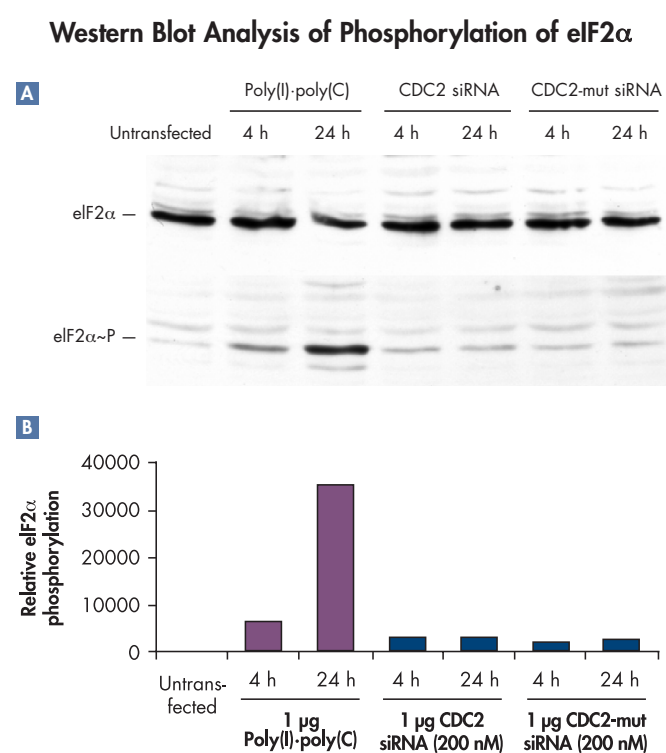 Western Blot Analysis of Phosphorylation of eIF2α
A
Poly(I)·poly(C) CDC2 siRNA CDC2-mut siRNA
Untransfected 4 h 24 h 4 h 24 h 4 h 24 h
eIF2α –
eIF2α~P –
B
Relative eIF2α
phosphorylation
40000
30000
20000
10000
0
Untrans-
fected
4 h 24 h 4 h 24 h 4 h 24 h
1 µg
Poly(I)·poly(C)
1 µg CDC2
siRNA (200 nM)
1 µg CDC2-mut
siRNA (200 nM)